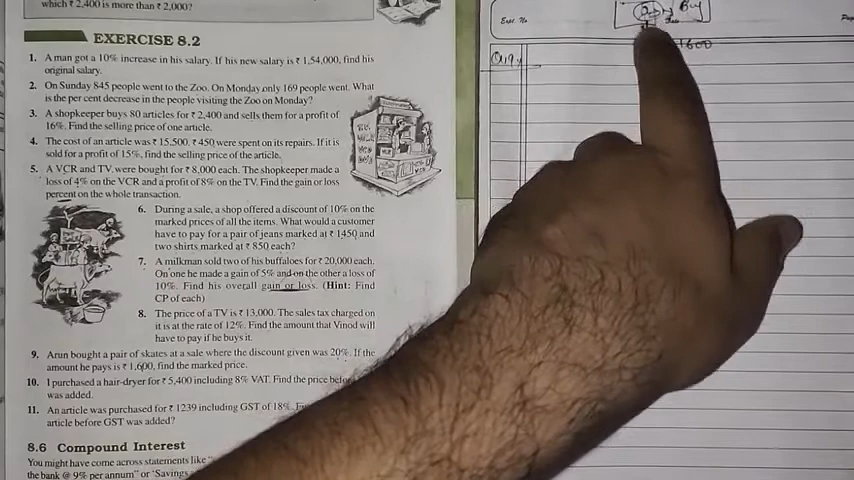 which ₹ 2,400 is more than ₹ 2,000?
EXERCISE 8.2
1. A man got a 10% increase in his salary. If his new salary is ₹ 1,54,000, find his
original salary.
2. On Sunday 845 people went to the Zoo. On Monday only 169 people went. What
is the per cent decrease in the people visiting the Zoo on Monday?
3. A shopkeeper buys 80 articles for ₹ 2,400 and sells them for a profit of
16%. Find the selling price of one article.
4. The cost of an article was ₹ 15,500. ₹ 450 were spent on its repairs. If it is
sold for a profit of 15%, find the selling price of the article.
5. A VCR and TV were bought for ₹ 8,000 each. The shopkeeper made a
loss of 4% on the VCR and a profit of 8% on the TV. Find the gain or loss
percent on the whole transaction.
6. During a sale, a shop offered a discount of 10% on the
marked prices of all the items. What would a customer
have to pay for a pair of jeans marked at ₹ 1450 and
two shirts marked at ₹ 850 each?
7. A milkman sold two of his buffaloes for ₹ 20,000 each.
On one he made a gain of 5% and on the other a loss of
10%. Find his overall gain or loss. (Hint: Find
CP of each)
8. The price of a TV is ₹ 13,000. The sales tax charged on
it is at the rate of 12%. Find the amount that Vinod will
have to pay if he buys it.
9. Arun bought a pair of skates at a sale where the discount given was 20%. If the
amount he pays is ₹ 1,600, find the marked price.
10. I purchased a hair-dryer for ₹ 5,400 including 8% VAT. Find the price befo
was added.
11. An article was purchased for ₹ 1239 including GST of 18%. F
article before GST was added?
8.6 Compound Interest
You might have come across statements like "
the bank @ 9% per annum" or 'Savings
Expt. No
Buy
Pag
1600
Qu9.